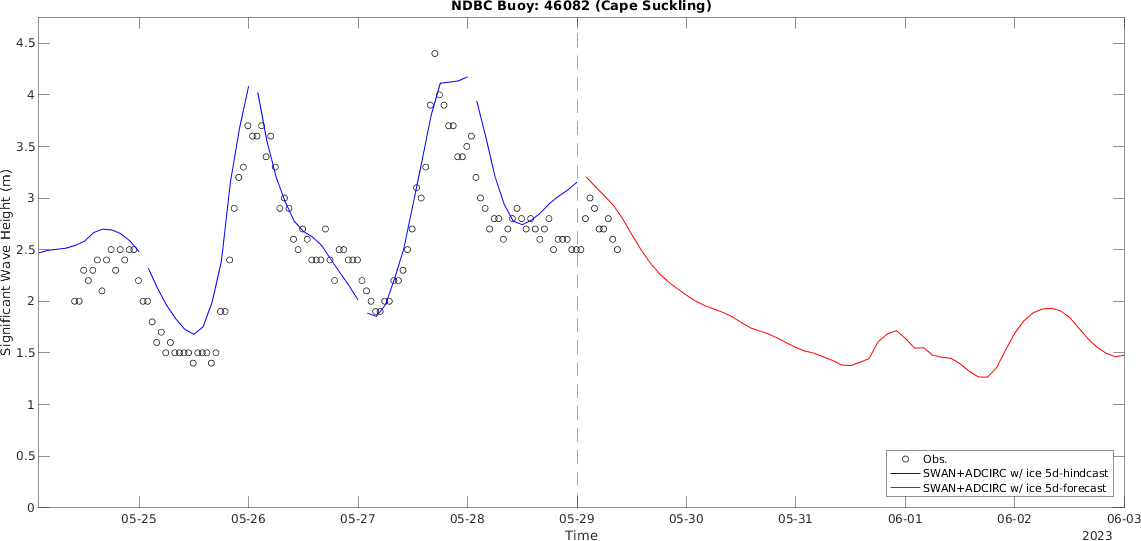 NDBC Buoy: 46082 (Cape Suckling)
4.5
4
3.5
3
2.5
2
1.5
1
0.5
0
Significant Wave Height (m)
Obs.
SWAN+ADCIRC w/ ice 5d-hindcast
SWAN+ADCIRC w/ ice 5d-forecast
05-25 05-26 05-27 05-28 05-29 05-30 05-31 06-01 06-02 06-03
Time
2023